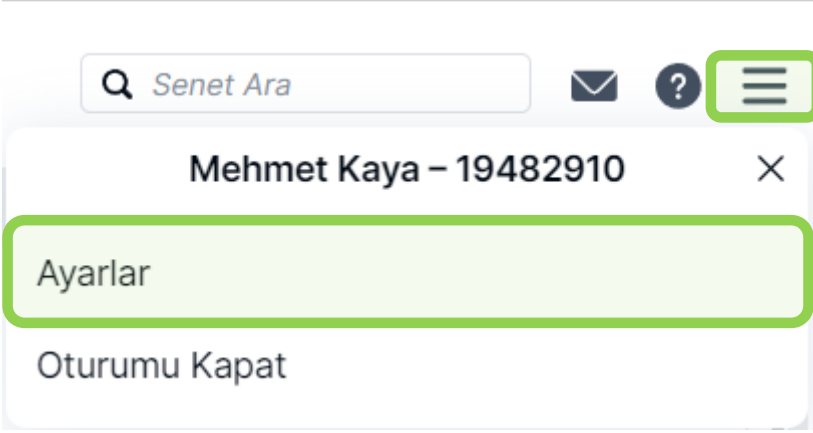 Senet Ara
?
Mehmet Kaya – 19482910
Ayarlar
Oturumu Kapat